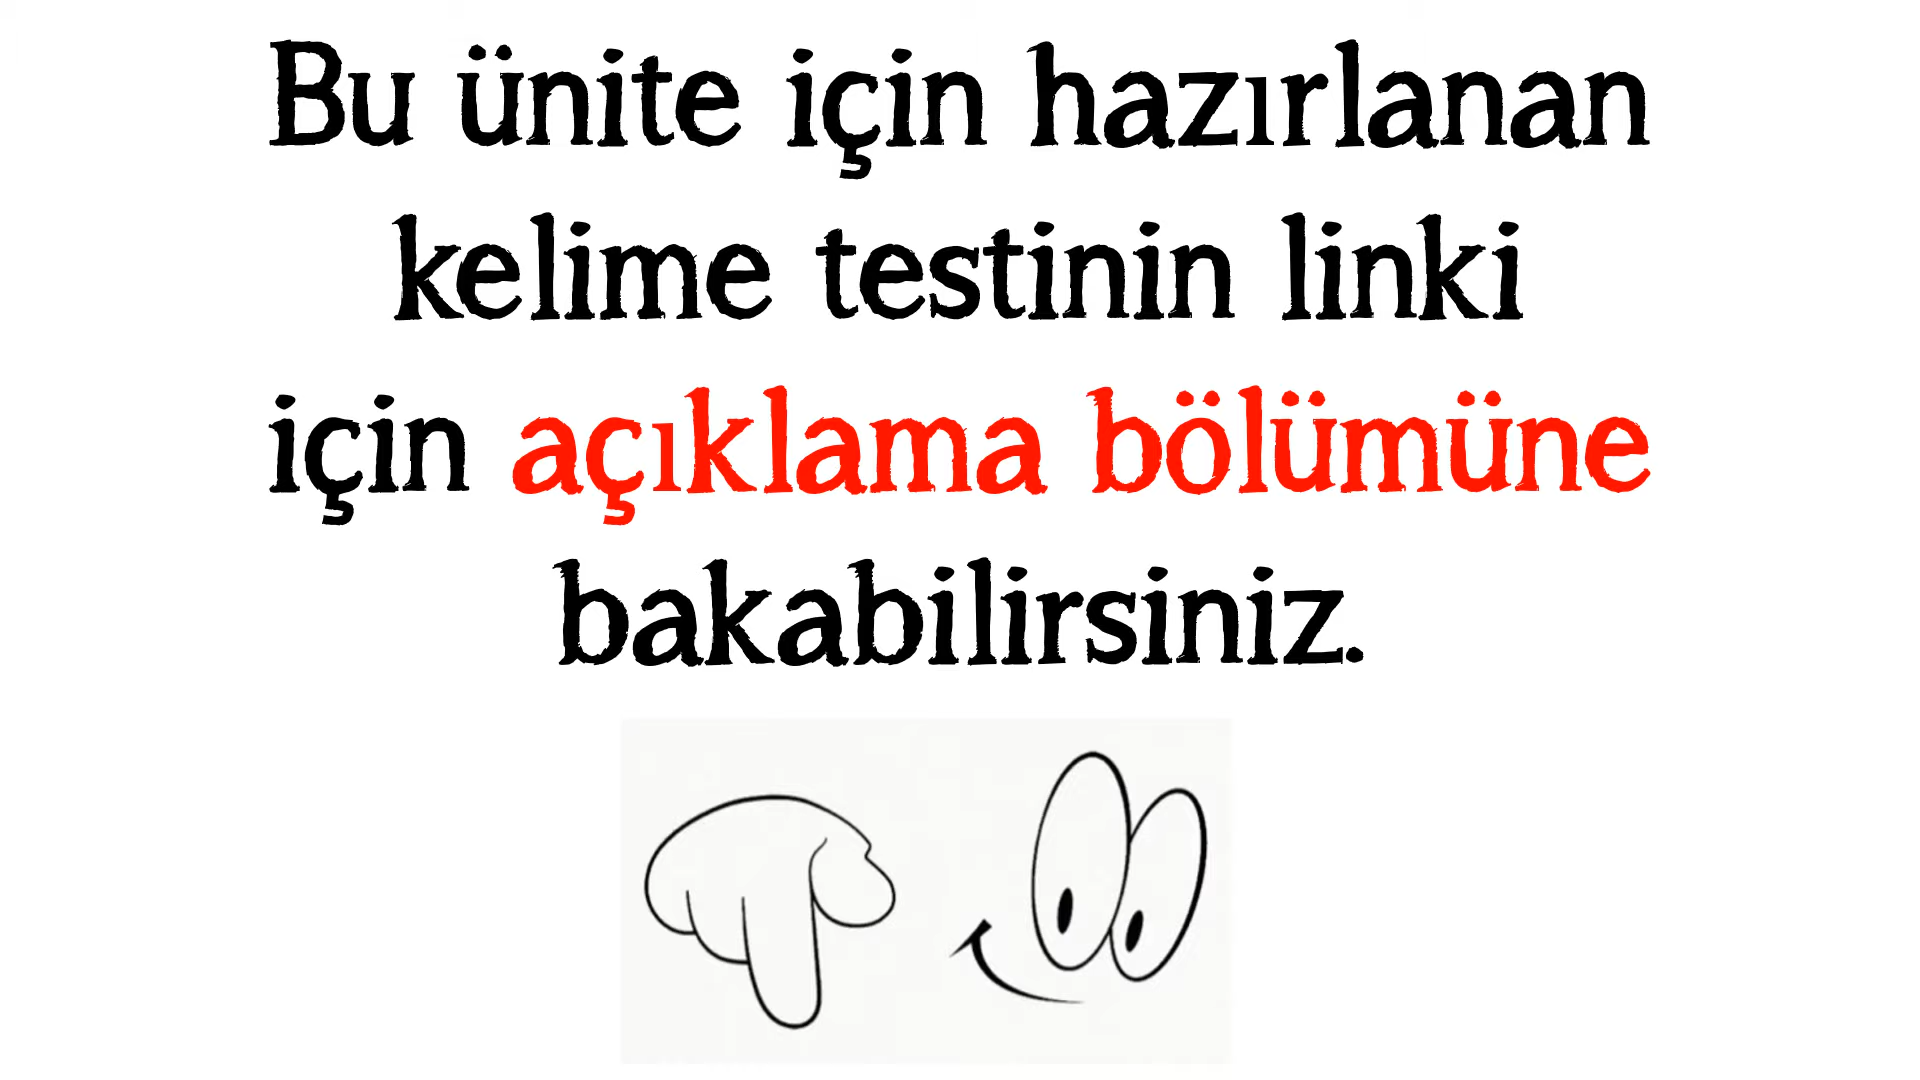 Bu ünite için hazırlanan
kelime testinin linki
için açıklama bölümüne
bakabilirsiniz.